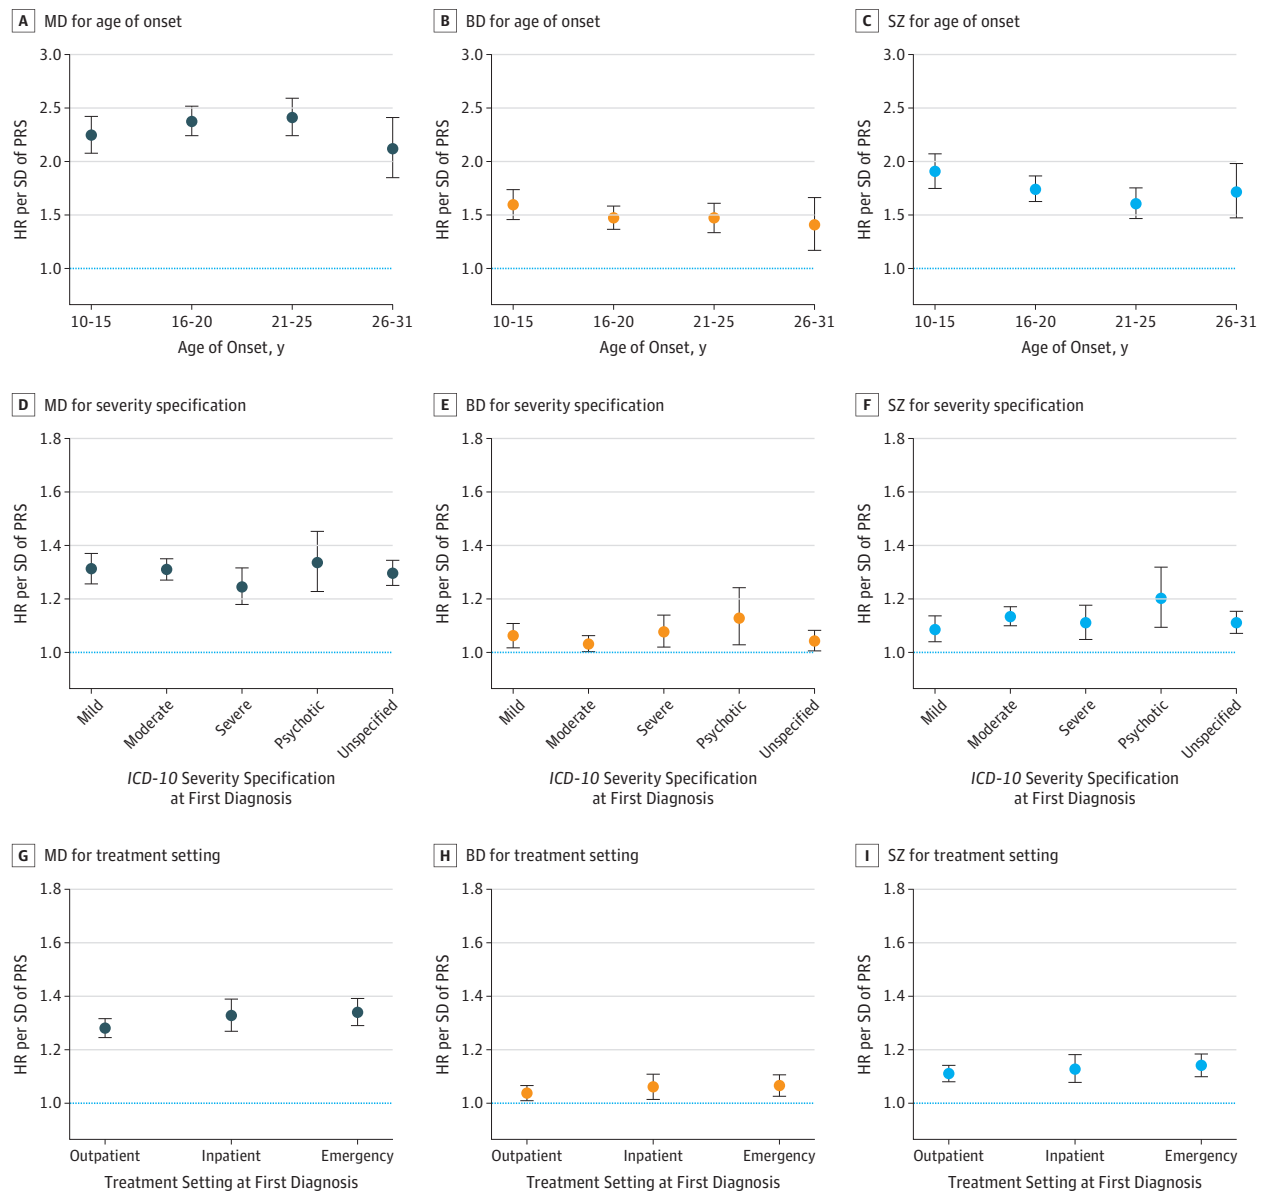 A MD for age of onset
3.0
2.5
2.0
1.5
1.0
HR per SD of PRS
10-15 16-20 21-25 26-31
Age of Onset, y
B BD for age of onset
3.0
2.5
2.0
1.5
1.0
HR per SD of PRS
10-15 16-20 21-25 26-31
Age of Onset, y
C SZ for age of onset
3.0
2.5
2.0
1.5
1.0
HR per SD of PRS
10-15 16-20 21-25 26-31
Age of Onset, y
D MD for severity specification
1.8
1.6
1.4
1.2
1.0
HR per SD of PRS
Mild Moderate Severe Psychotic Unspecified
ICD-10 Severity Specification
at First Diagnosis
E BD for severity specification
1.8
1.6
1.4
1.2
1.0
HR per SD of PRS
Mild Moderate Severe Psychotic Unspecified
ICD-10 Severity Specification
at First Diagnosis
F SZ for severity specification
1.8
1.6
1.4
1.2
1.0
HR per SD of PRS
Mild Moderate Severe Psychotic Unspecified
ICD-10 Severity Specification
at First Diagnosis
G MD for treatment setting
1.8
1.6
1.4
1.2
1.0
HR per SD of PRS
Outpatient Inpatient Emergency
Treatment Setting at First Diagnosis
H BD for treatment setting
1.8
1.6
1.4
1.2
1.0
HR per SD of PRS
Outpatient Inpatient Emergency
Treatment Setting at First Diagnosis
I SZ for treatment setting
1.8
1.6
1.4
1.2
1.0
HR per SD of PRS
Outpatient Inpatient Emergency
Treatment Setting at First Diagnosis